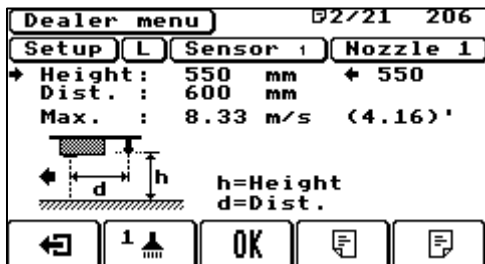 Dealer menu 2/21 206
Setup L Sensor 1 Nozzle 1
Height: 550 mm 550
Dist. : 600 mm
Max. : 8.33 m/s (4.16)'
d h
h=Height
d=Dist.
1 OK